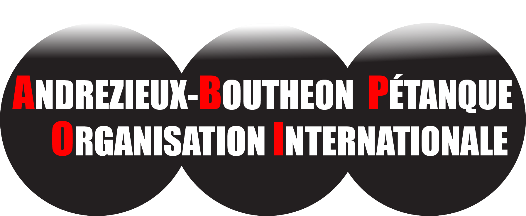 ANDREZIEUX-BOUTHEON PÉTANQUE
ORGANISATION INTERNATIONALE